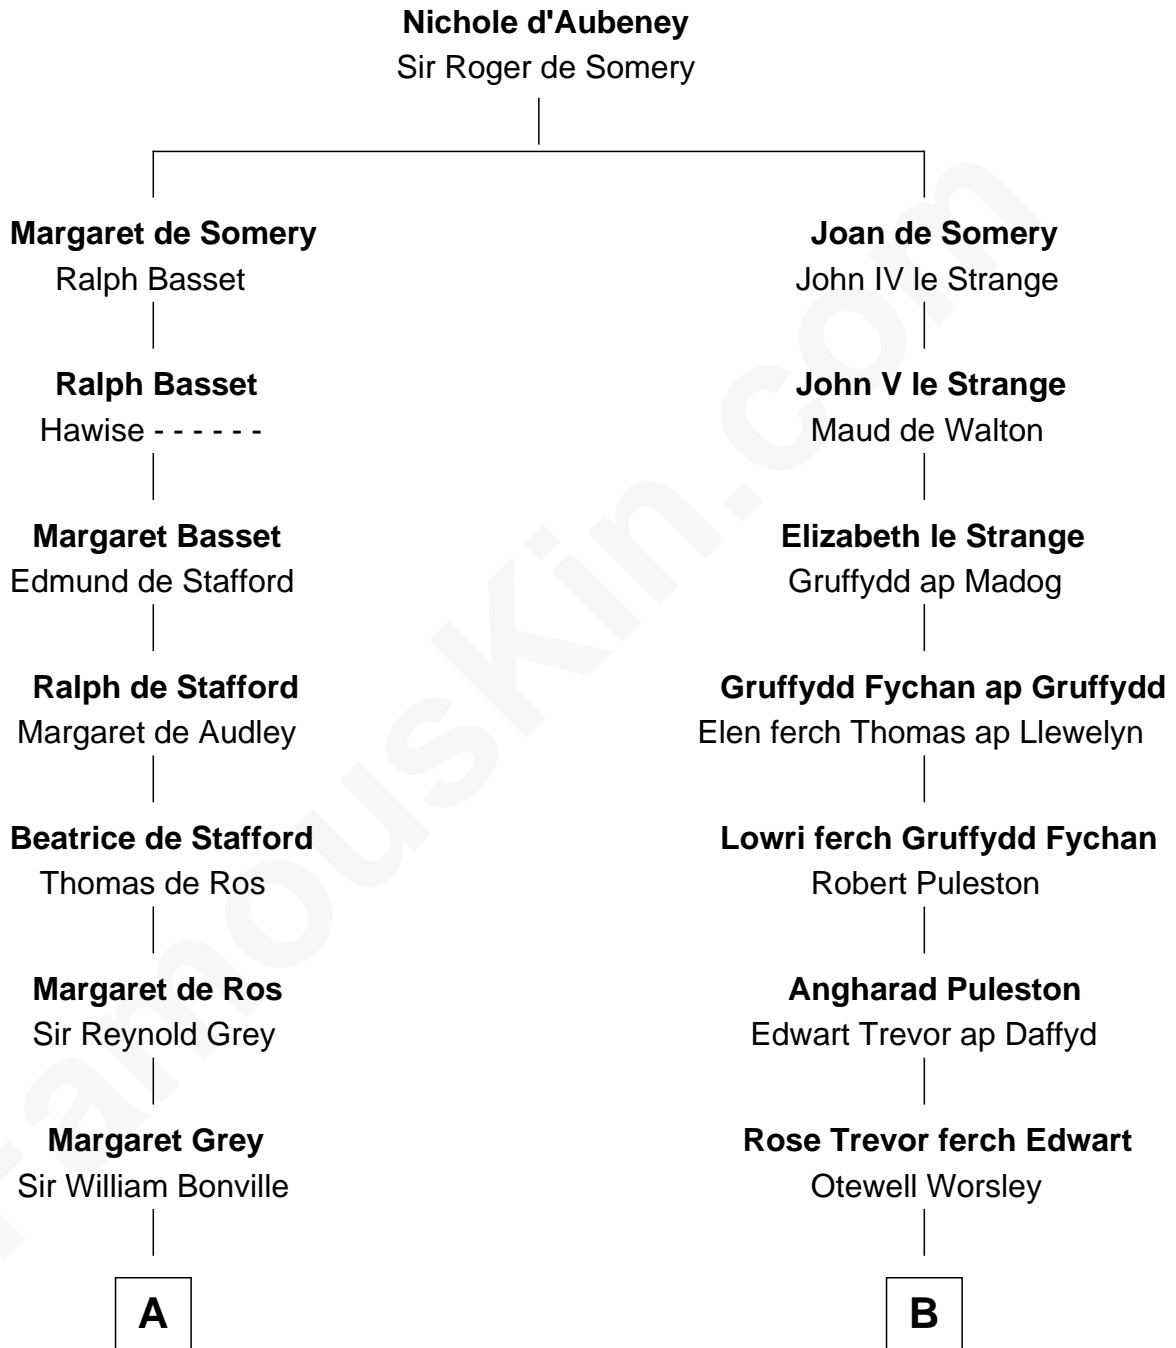 Nichole d'Aubeney
Sir Roger de Somery
Margaret de Somery
Ralph Basset
Joan de Somery
John IV le Strange
Ralph Basset
Hawise - - - - - -
John V le Strange
Maud de Walton
Margaret Basset
Edmund de Stafford
Elizabeth le Strange
Gruffydd ap Madog
Ralph de Stafford
Margaret de Audley
Gruffydd Fychan ap Gruffydd
Elen ferch Thomas ap Llewelyn
Beatrice de Stafford
Thomas de Ros
Lowri ferch Gruffydd Fychan
Robert Puleston
Margaret de Ros
Sir Reynold Grey
Angharad Puleston
Edwart Trevor ap Daffyd
Margaret Grey
Sir William Bonville
Rose Trevor ferch Edwart
Otewell Worsley
A
B
FamousKin.com